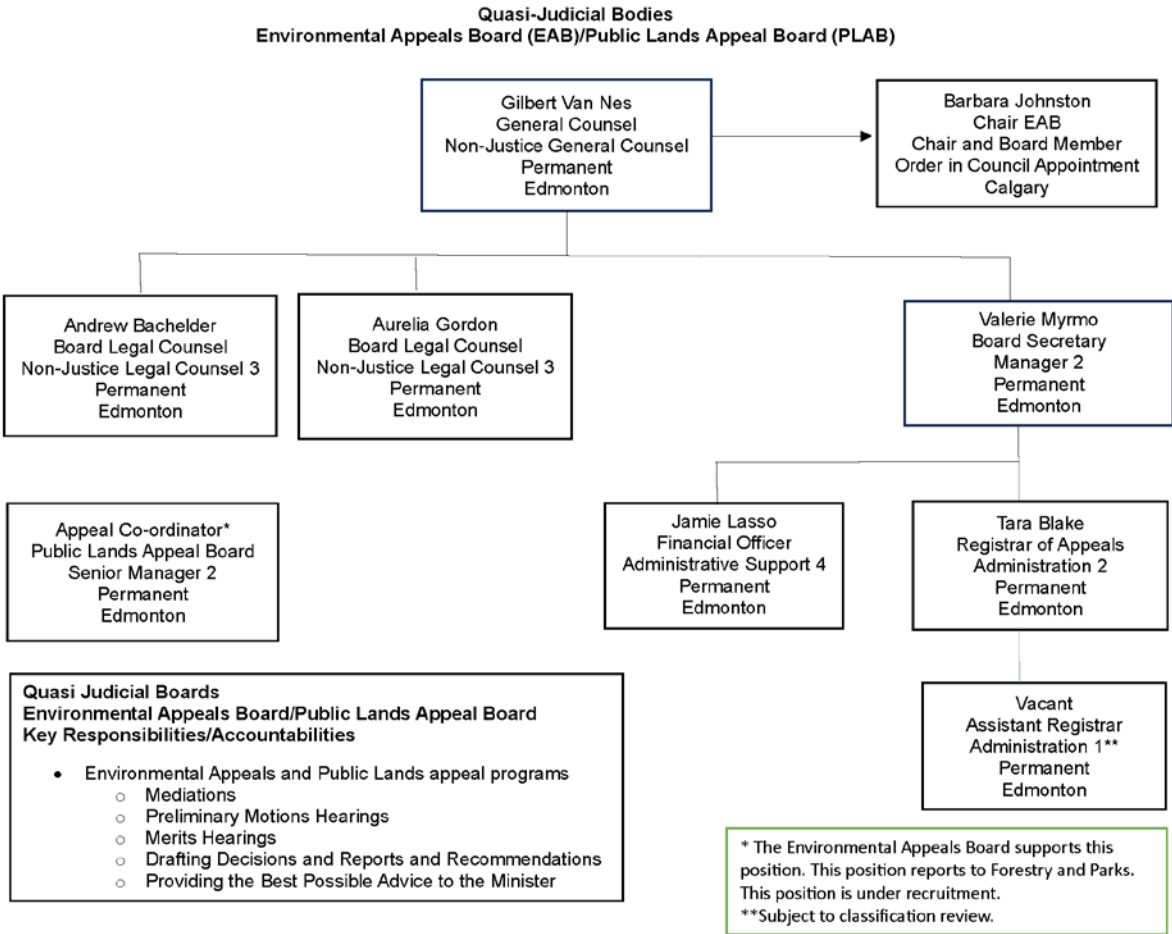 Quasi-Judicial Bodies
Environmental Appeals Board (EAB)/Public Lands Appeal Board (PLAB)
Gilbert Van Nes
General Counsel
Non-Justice General Counsel
Permanent
Edmonton
Barbara Johnston
Chair EAB
Chair and Board Member
Order in Council Appointment
Calgary
Andrew Bachelder
Board Legal Counsel
Non-Justice Legal Counsel 3
Permanent
Edmonton
Aurelia Gordon
Board Legal Counsel
Non-Justice Legal Counsel 3
Permanent
Edmonton
Valerie Myrmo
Board Secretary
Manager 2
Permanent
Edmonton
Appeal Co-ordinator*
Public Lands Appeal Board
Senior Manager 2
Permanent
Edmonton
Jamie Lasso
Financial Officer
Administrative Support 4
Permanent
Edmonton
Tara Blake
Registrar of Appeals
Administration 2
Permanent
Edmonton
Quasi Judicial Boards
Environmental Appeals Board/Public Lands Appeal Board
Key Responsibilities/Accountabilities
• Environmental Appeals and Public Lands appeal programs
o Mediations
o Preliminary Motions Hearings
o Merits Hearings
o Drafting Decisions and Reports and Recommendations
o Providing the Best Possible Advice to the Minister
Vacant
Assistant Registrar
Administration 1**
Permanent
Edmonton
* The Environmental Appeals Board supports this
position. This position reports to Forestry and Parks.
This position is under recruitment.
**Subject to classification review.